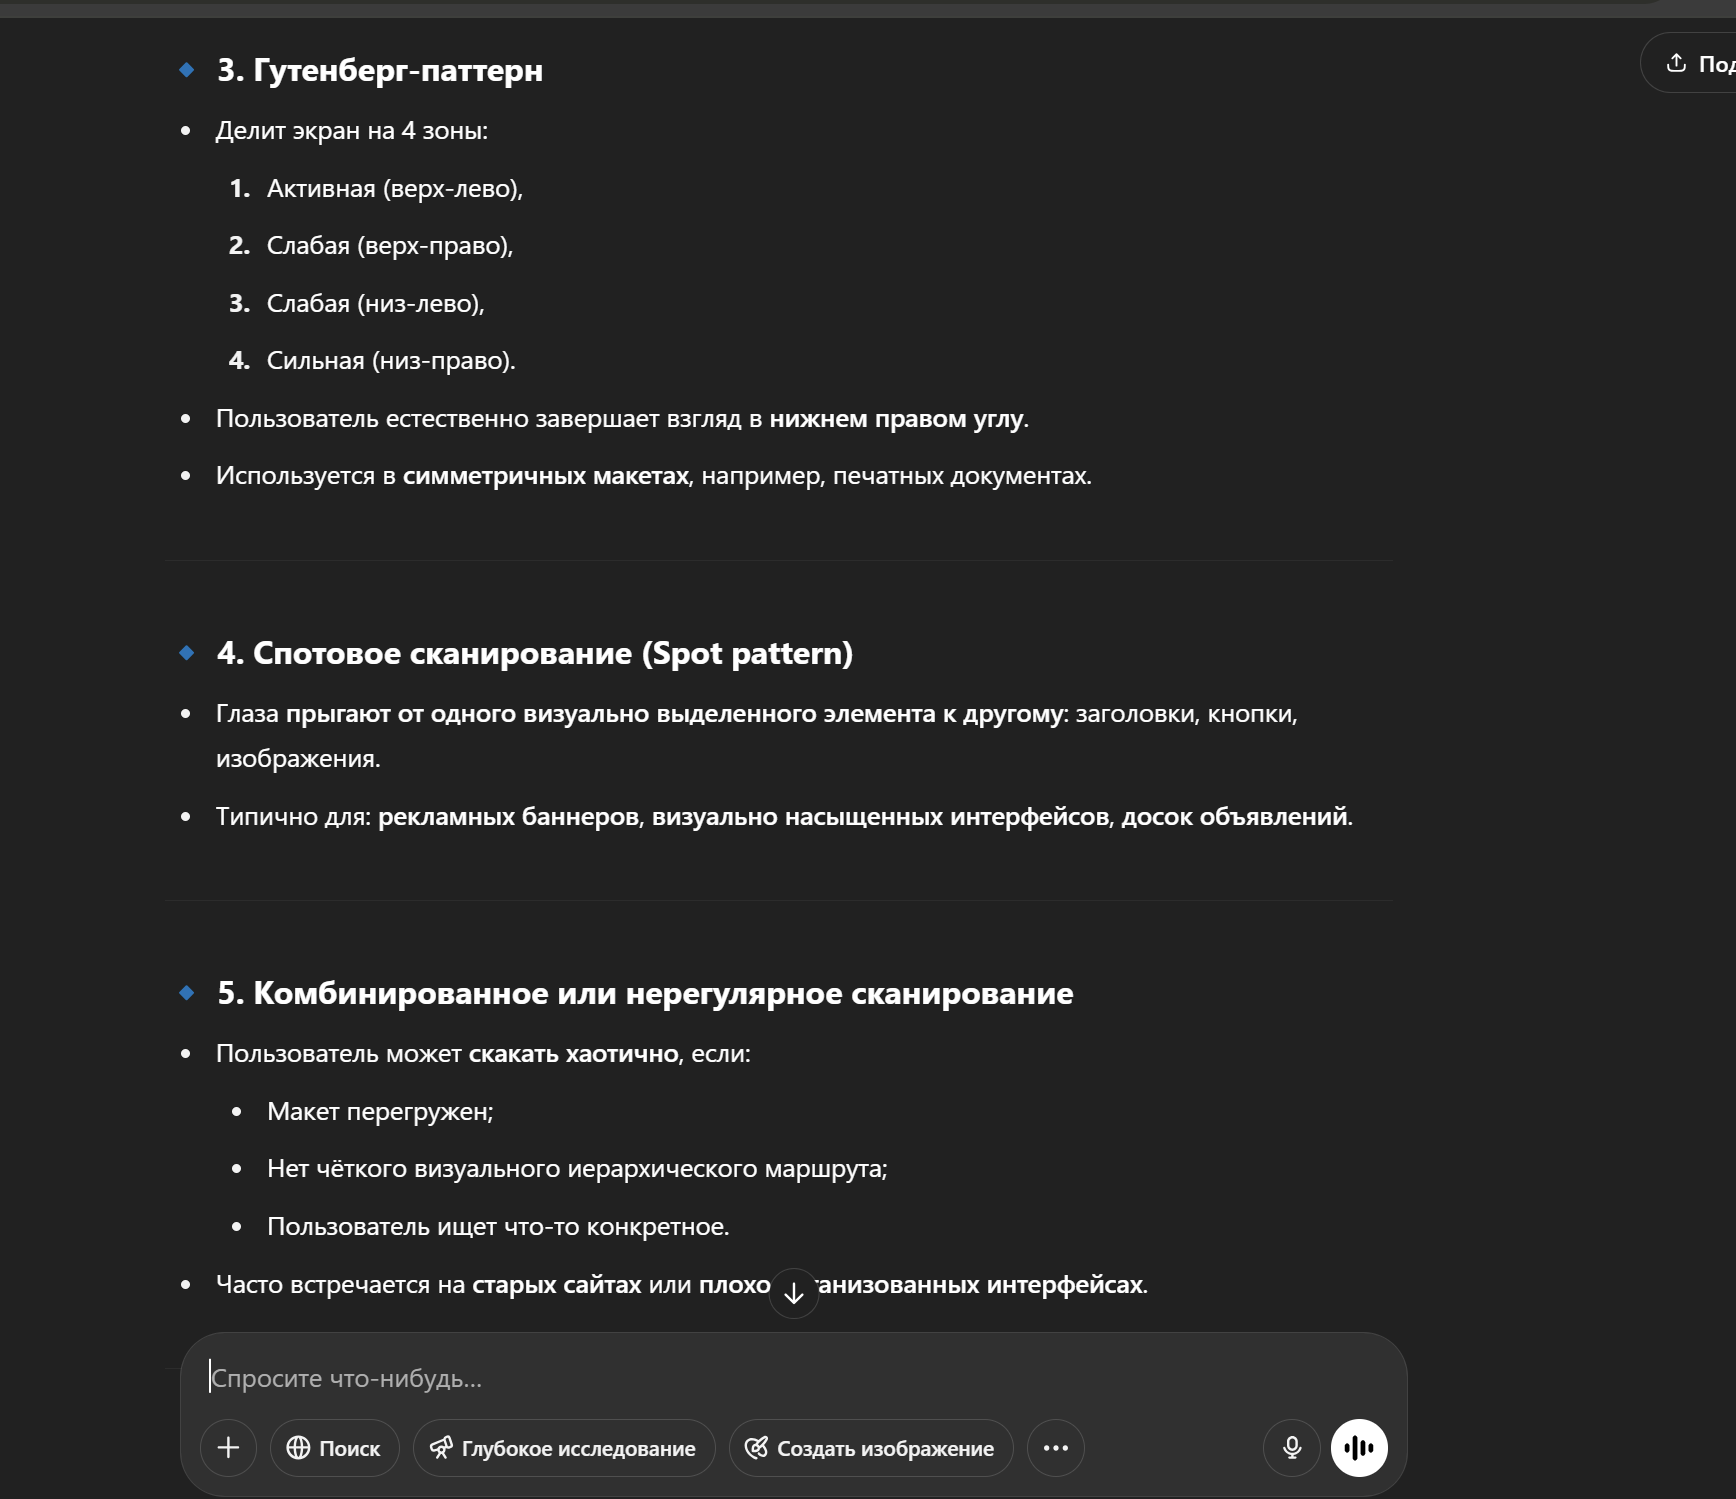 Под
3. Гутенберг-паттерн
Делит экран на 4 зоны:
1. Активная (верх-лево),
2. Слабая (верх-право),
3. Слабая (низ-лево),
4. Сильная (низ-право).
Пользователь естественно завершает взгляд в нижнем правом углу.
Используется в симметричных макетах, например, печатных документах.
4. Спотовое сканирование (Spot pattern)
Глаза прыгают от одного визуально выделенного элемента к другому: заголовки, кнопки,
изображения.
Типично для: рекламных баннеров, визуально насыщенных интерфейсов, досок объявлений.
5. Комбинированное или нерегулярное сканирование
Пользователь может скакать хаотично, если:
Макет перегружен;
Нет чёткого визуального иерархического маршрута;
Пользователь ищет что-то конкретное.
Часто встречается на старых сайтах или плохо ганизованных интерфейсах.
Спросите что-нибудь...
Поиск
Глубокое исследование
Создать изображение